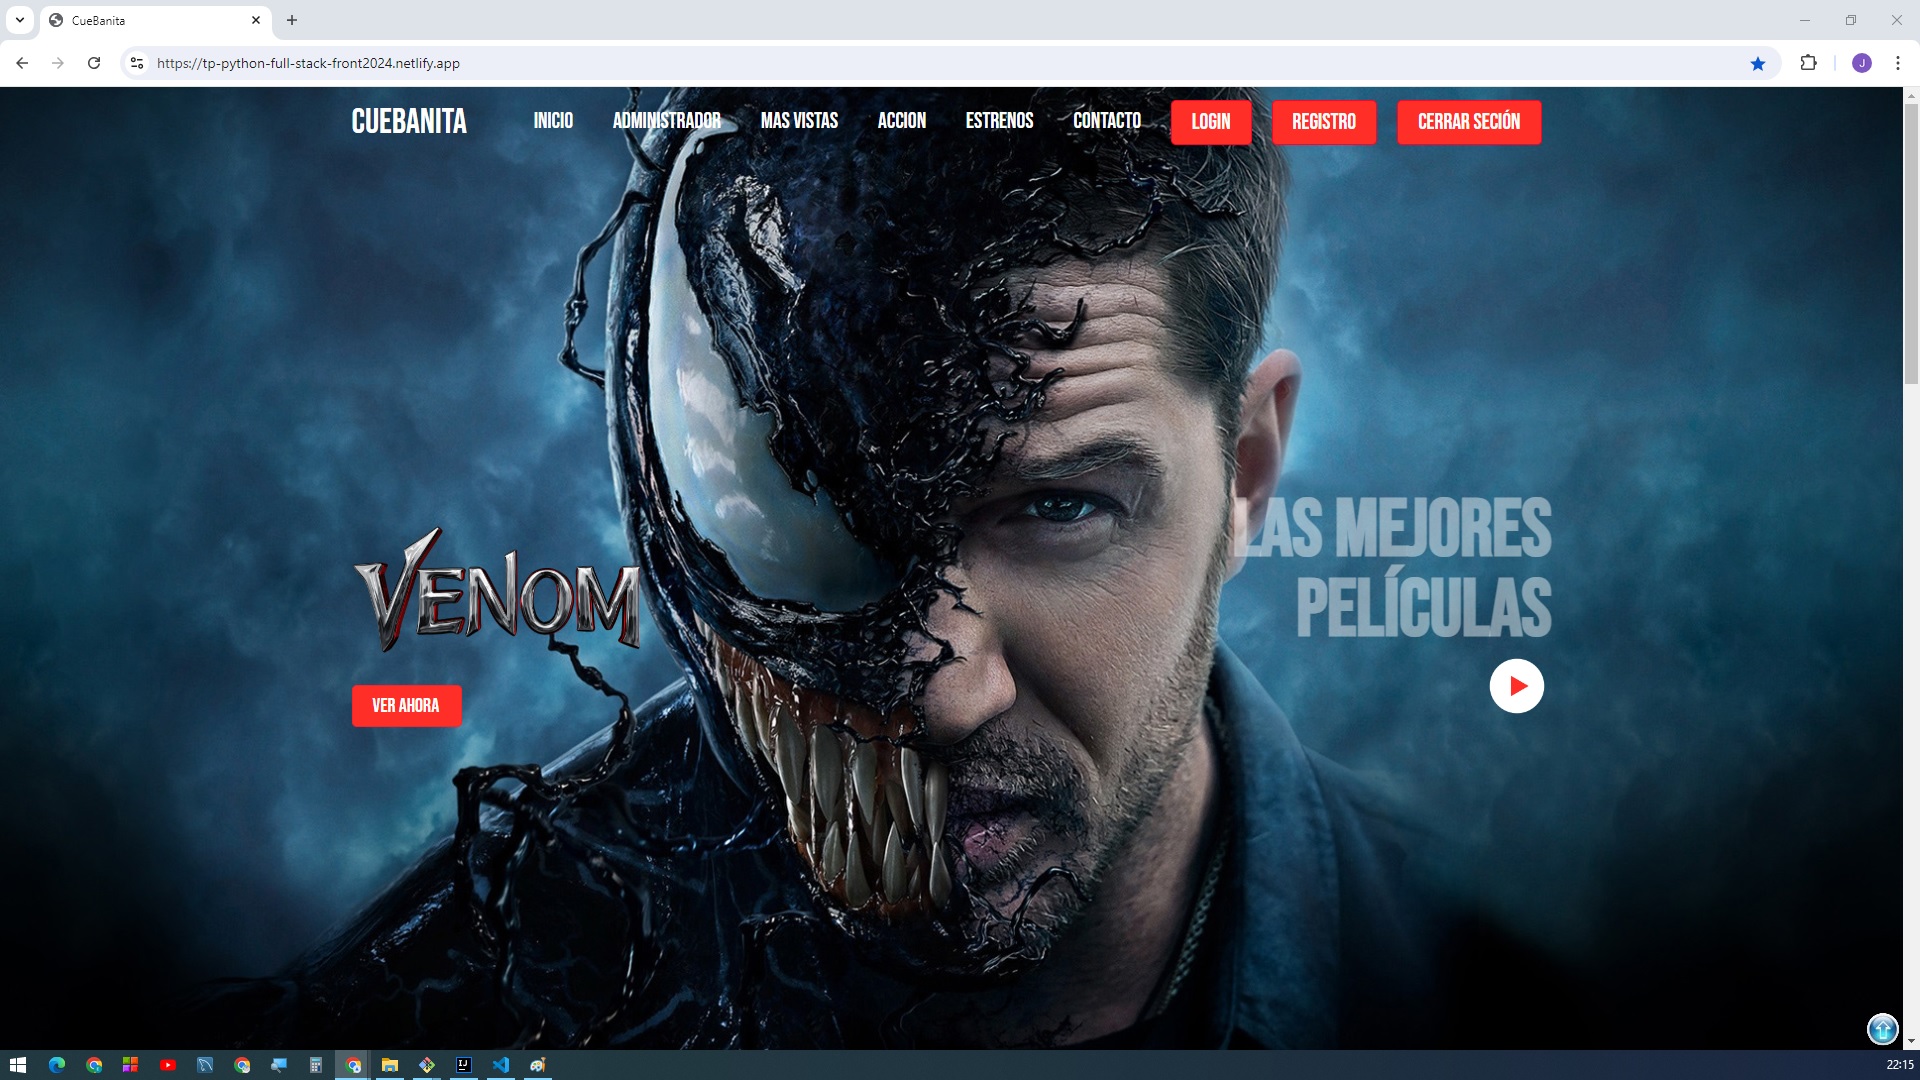 CueBanita
https://tp-python-full-stack-front2024.netlify.app
J
CUEBANITA
INICIO
ADMINISTRADOR
MAS VISTAS
ACCION
ESTRENOS
CONTACTO
LOGIN
REGISTRO
CERRAR SECIÓN
LAS MEJORES
PELÍCULAS
VENOM
VER AHORA
IJ
22:15